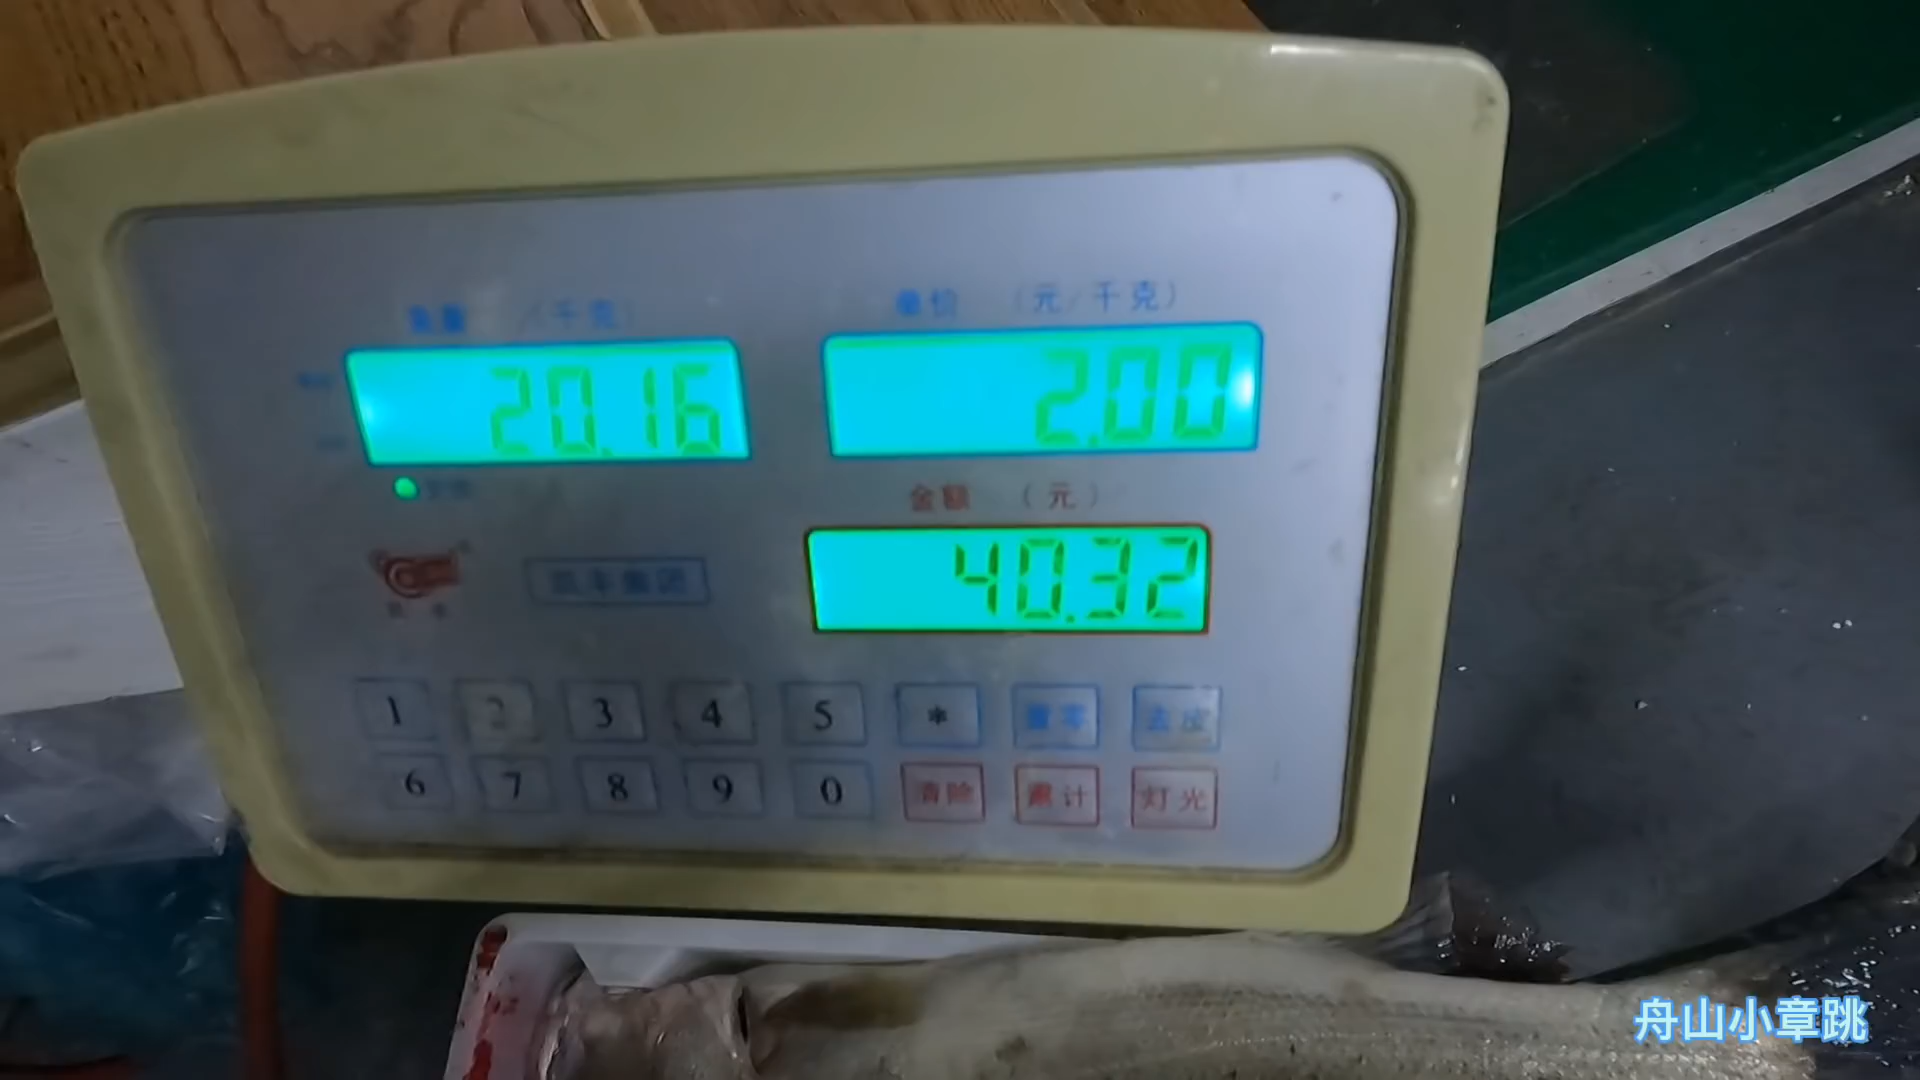 重量 (千克) 单价 (元/千克)
20.16 2.00
金额 (元)
40.32
1 2 3 4 5 * 置零 去皮
6 7 8 9 0 清除 累计 灯光
舟山小章跳